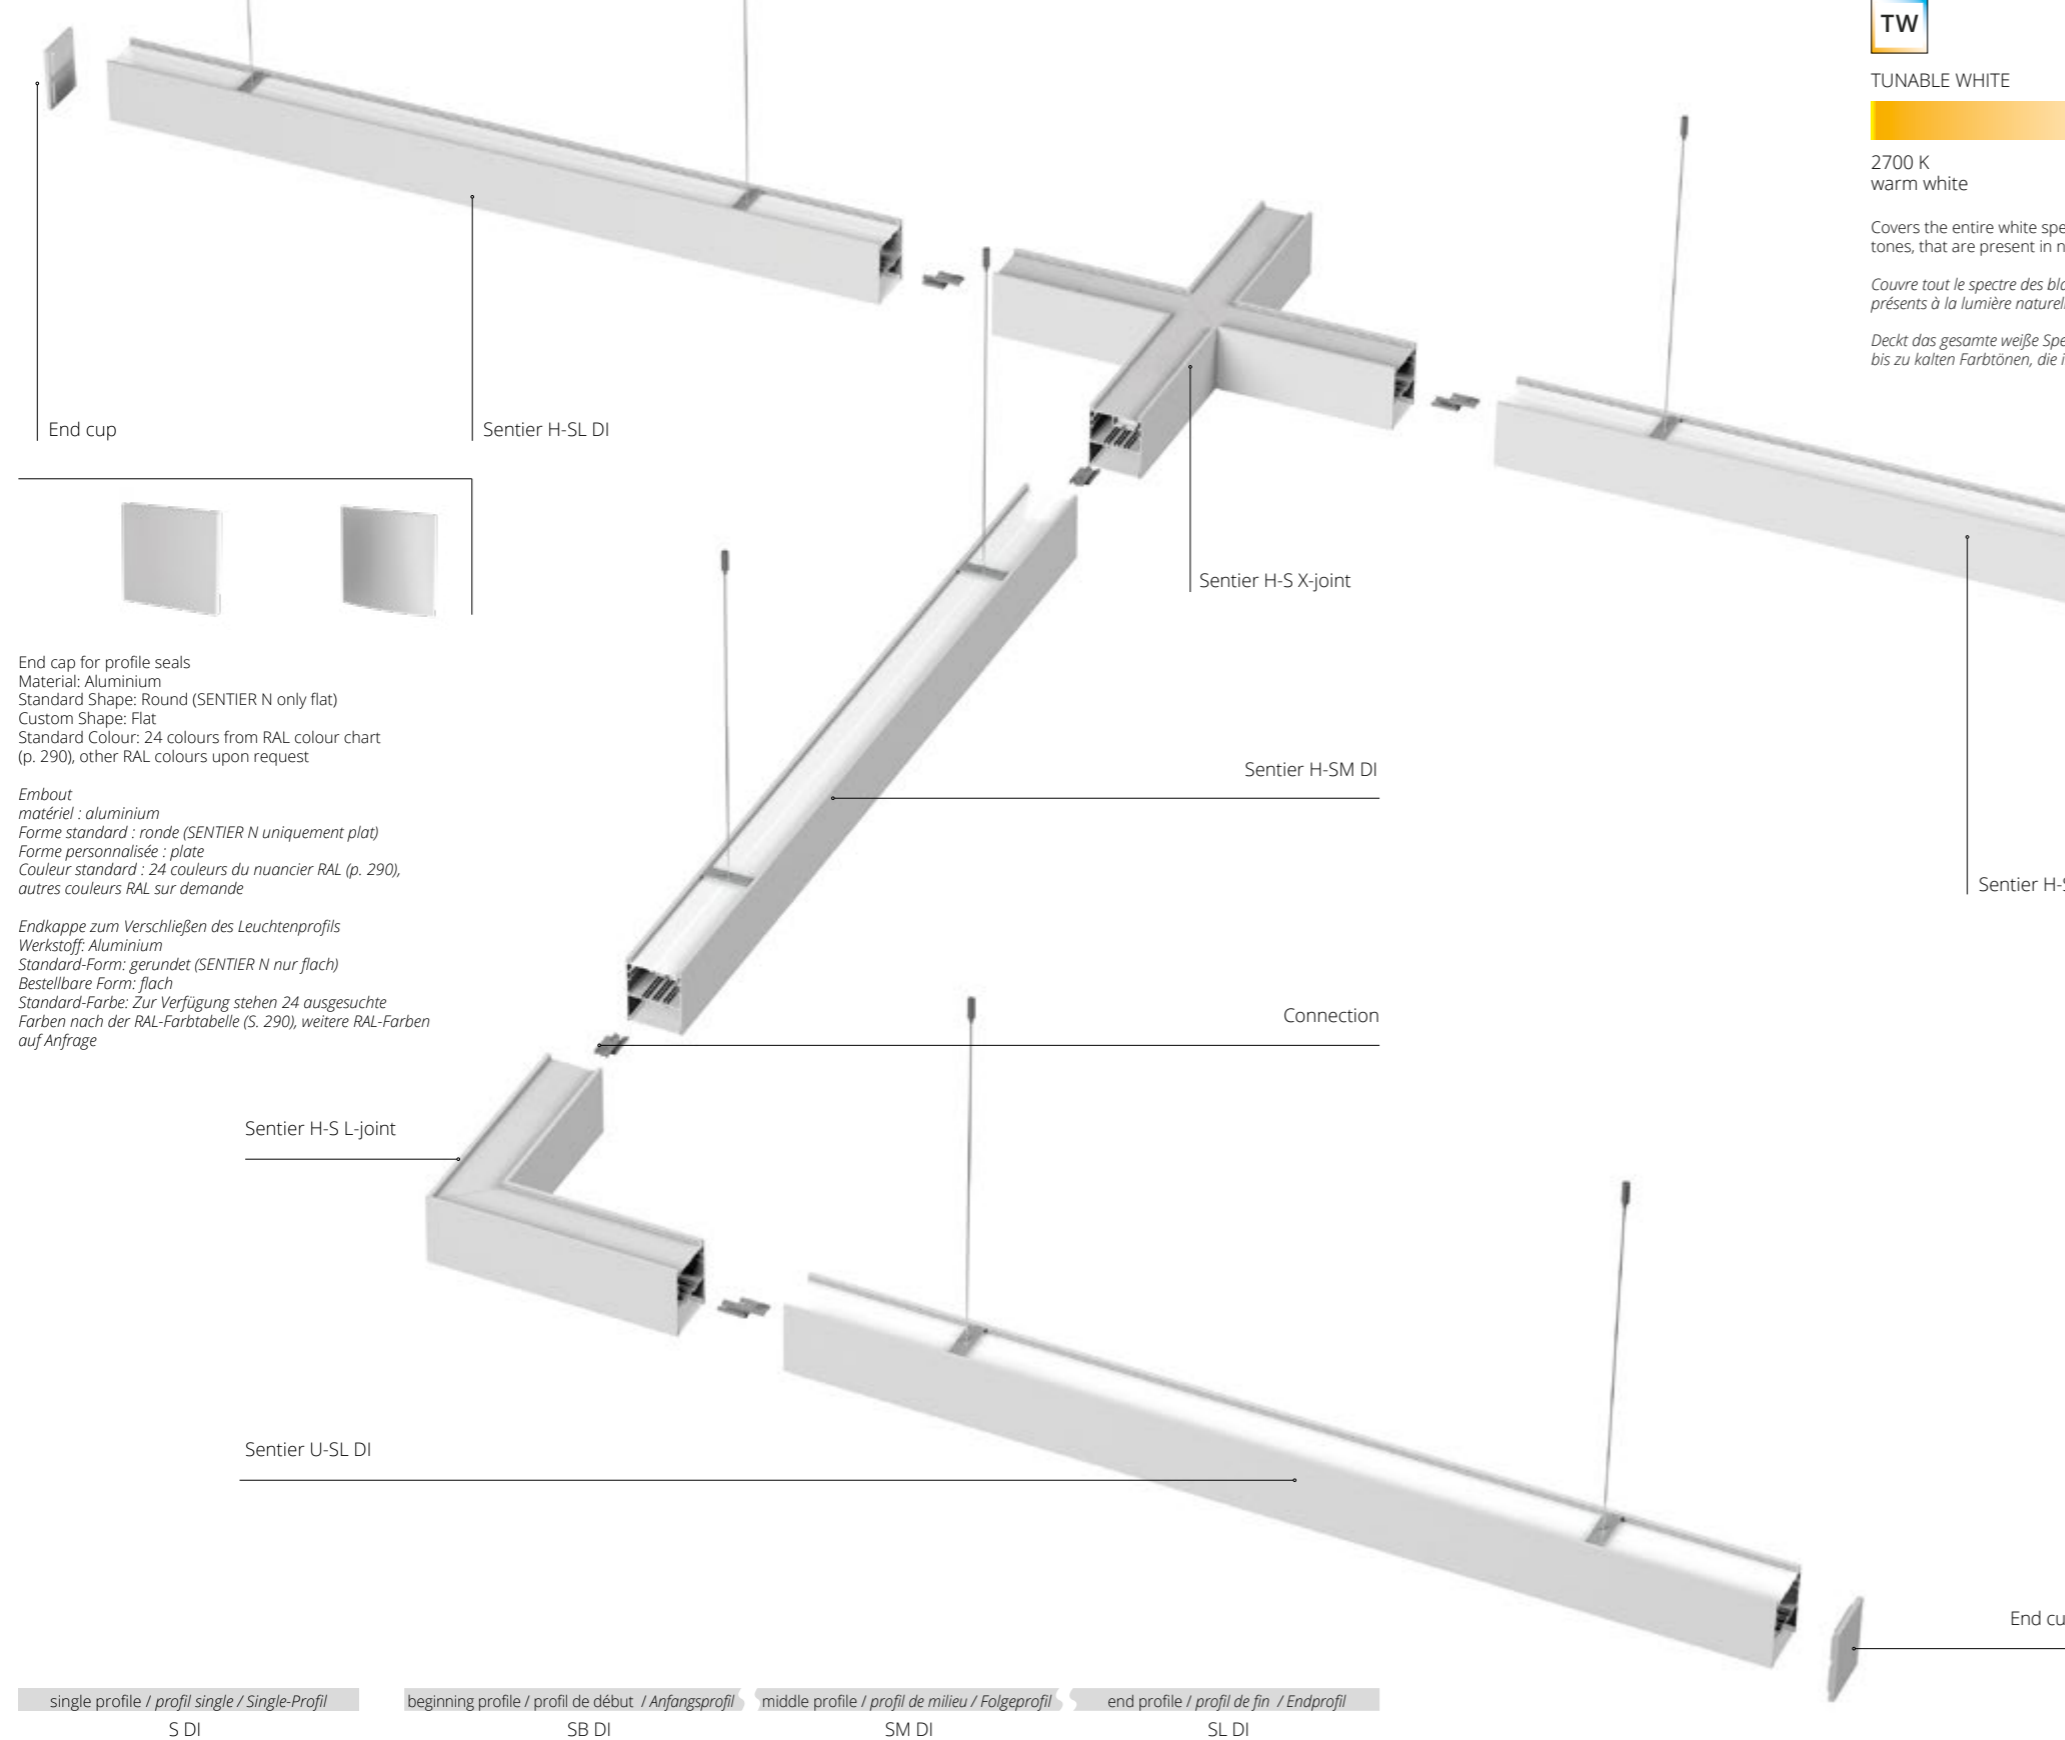 TW
TUNABLE WHITE
2700 K
warm white
Covers the entire white
tones, that are present in
Couvre tout le spectre des
présents à la lumière
Deckt das gesamte weiße
bis zu kalten Farbtönen, die
End cup
Sentier H-SL DI
Sentier H-S X-joint
End cap for profile seals
Material: Aluminium
Standard Shape: Round (SENTIER N only flat)
Custom Shape: Flat
Standard Colour: 24 colours from RAL colour chart
(p. 290), other RAL colours upon request
Embout
matériel : aluminium
Forme standard : ronde (SENTIER N uniquement plat)
Forme personnalisée : plate
Couleur standard : 24 couleurs du nuancier RAL (p. 290),
autres couleurs RAL sur demande
Endkappe zum Verschließen des Leuchtenprofils
Werkstoff: Aluminium
Standard-Form: gerundet (SENTIER N nur flach)
Bestellbare Form: flach
Standard-Farbe: Zur Verfügung stehen 24 ausgesuchte
Farben nach der RAL-Farbtabelle (S. 290), weitere RAL-Farben
auf Anfrage
Sentier H-SM DI
Sentier
Connection
Sentier H-S L-joint
Sentier U-SL DI
End
single profile / profil single / Single-Profil
S DI
beginning profile / profil de début / Anfangsprofil
SB DI
middle profile / profil de milieu / Folgeprofil
SM DI
end profile / profil de fin / Endprofil
SL DI